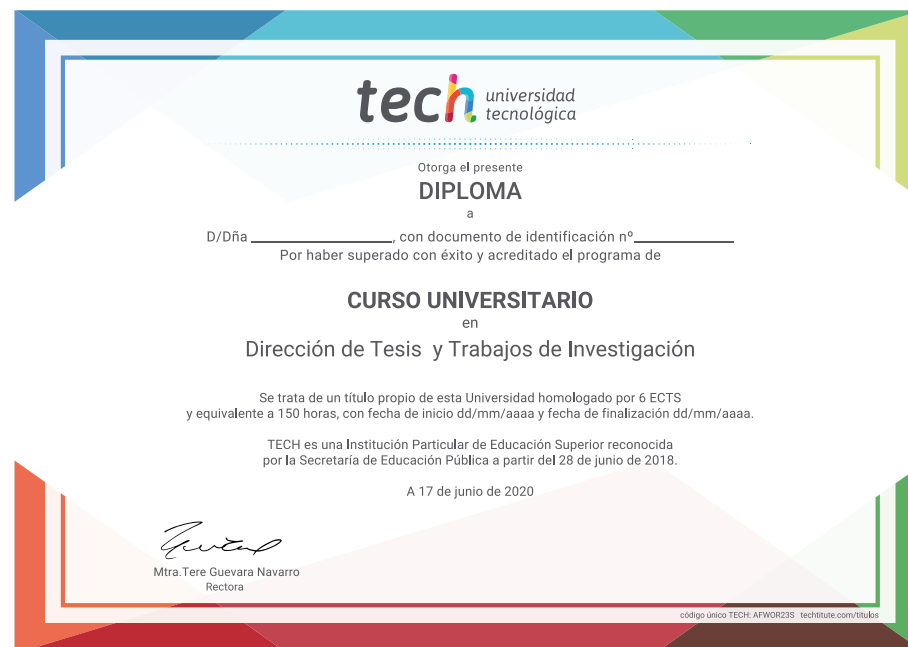 tech universidad
tecnológica
Otorga el presente
DIPLOMA
a
D/Dña ______________, con documento de identificación nº__________
Por haber superado con éxito y acreditado el programa de
CURSO UNIVERSITARIO
en
Dirección de Tesis y Trabajos de Investigación
Se trata de un título propio de esta Universidad homologado por 6 ECTS
y equivalente a 150 horas, con fecha de inicio dd/mm/aaaa y fecha de finalización dd/mm/aaaa.
TECH es una Institución Particular de Educación Superior reconocida
por la Secretaría de Educación Pública a partir del 28 de junio de 2018.
A 17 de junio de 2020
Mtra.Tere Guevara Navarro
Rectora
código único TECH: AFWOR23S techtitute.com/titulos